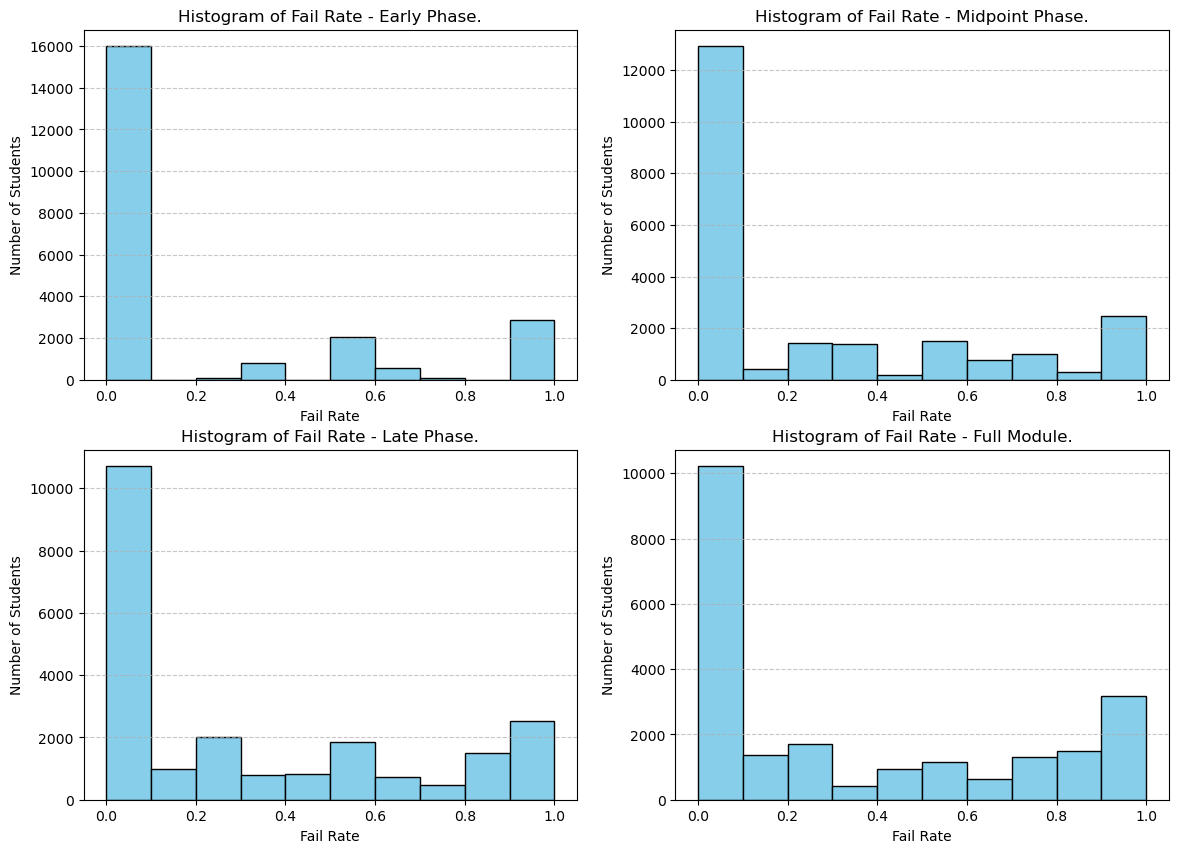 Histogram of Fail Rate - Early Phase.
16000
14000
12000
10000
8000
6000
4000
2000
0
Number of Students
0.0 0.2 0.4 0.6 0.8 1.0
Fail Rate
Histogram of Fail Rate - Midpoint Phase.
12000
10000
8000
6000
4000
2000
0
Number of Students
0.0 0.2 0.4 0.6 0.8 1.0
Fail Rate
Histogram of Fail Rate - Late Phase.
10000
8000
6000
4000
2000
0
Number of Students
0.0 0.2 0.4 0.6 0.8 1.0
Fail Rate
Histogram of Fail Rate - Full Module.
10000
8000
6000
4000
2000
0
Number of Students
0.0 0.2 0.4 0.6 0.8 1.0
Fail Rate